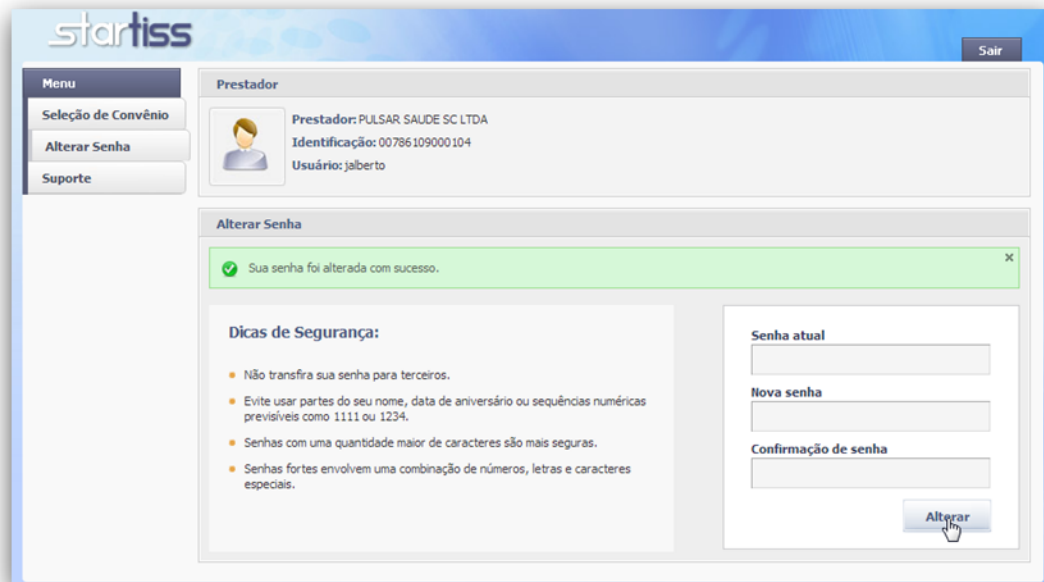 startiss
Sair
Menu
Seleção de Convênio
Alterar Senha
Suporte
Prestador
Prestador: PULSAR SAUDE SC LTDA
Identificação: 00786109000104
Usuário: jalberto
Alterar Senha
Sua senha foi alterada com sucesso.
Dicas de Segurança:
Não transfira sua senha para terceiros.
Evite usar partes do seu nome, data de aniversário ou sequências numéricas
previsíveis como 1111 ou 1234.
Senhas com uma quantidade maior de caracteres são mais seguras.
Senhas fortes envolvem uma combinação de números, letras e caracteres
especiais.
Senha atual
Nova senha
Confirmação de senha
Alterar